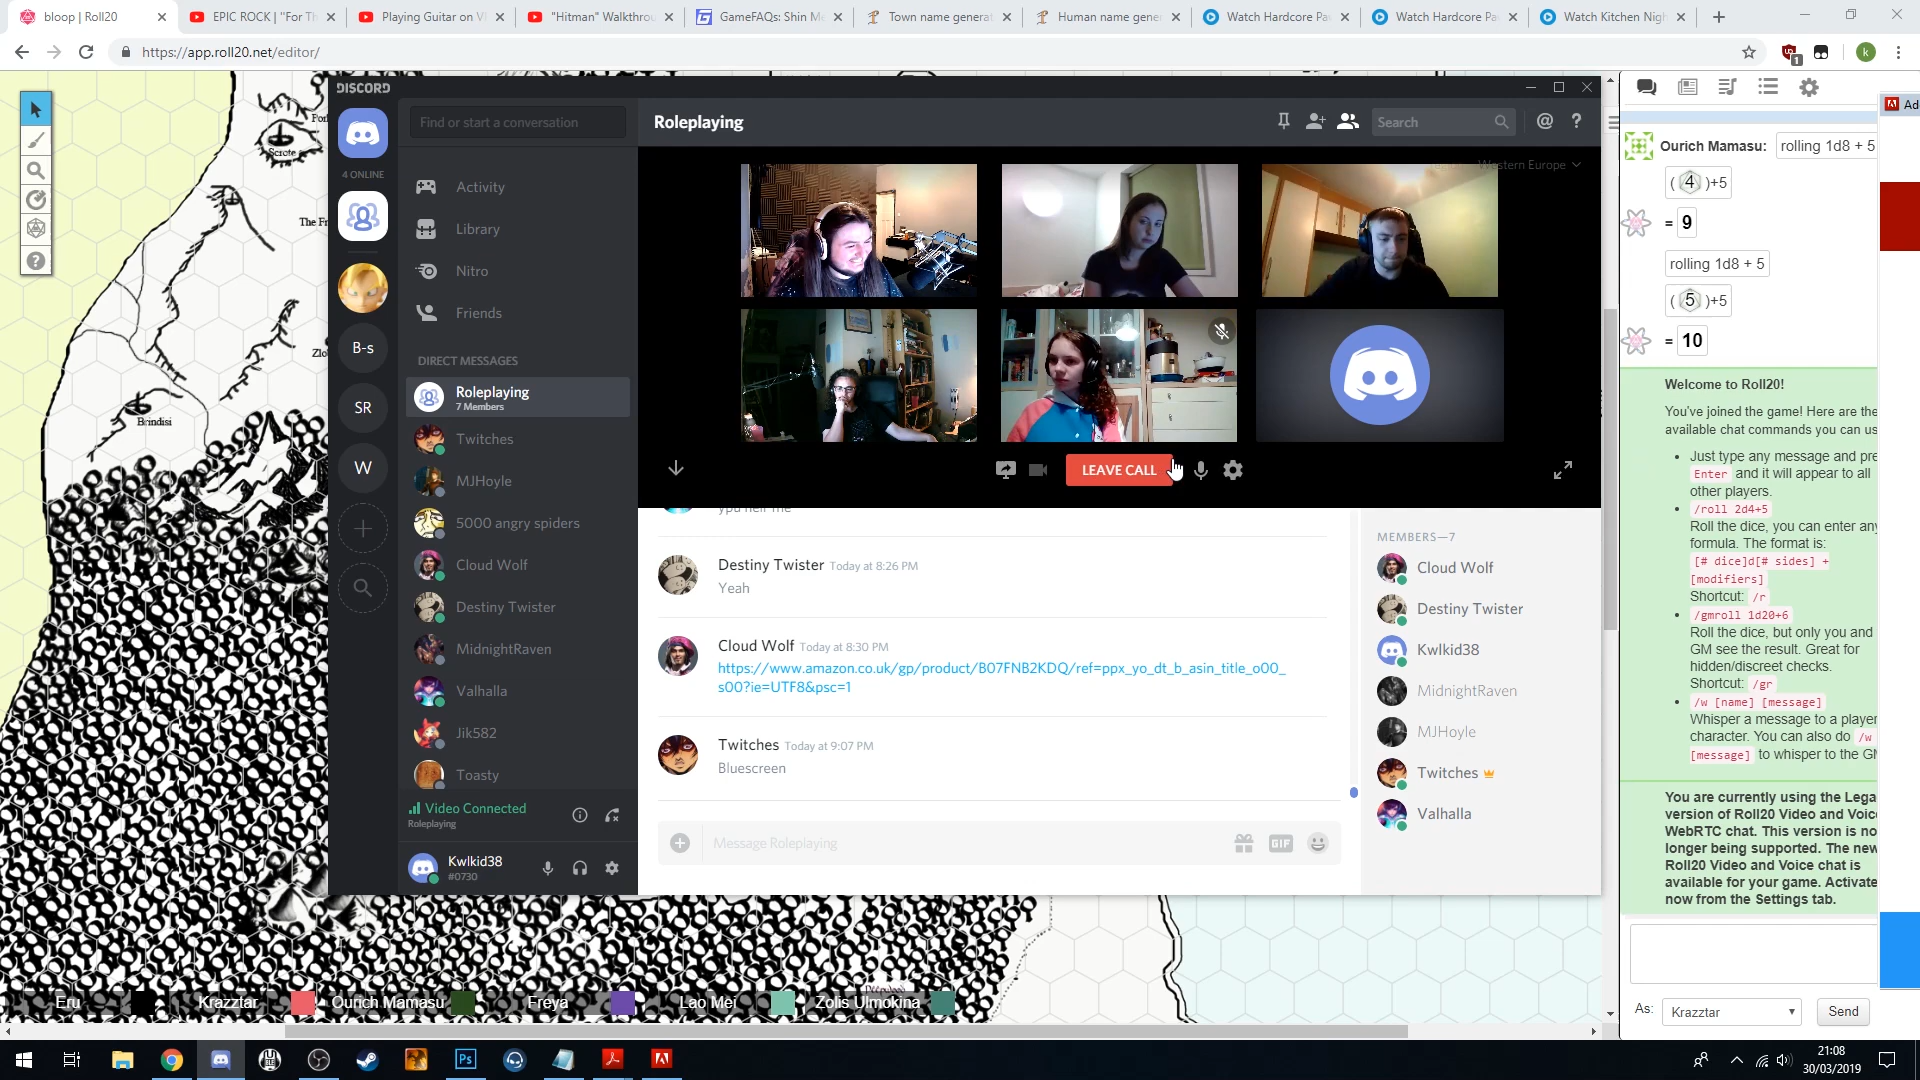 bloop | Roll20
EPIC ROCK | "For Th
Playing Guitar on V
"Hitman" Walkthrou
GameFAQs: Shin Me
Town name generat
Human name gener
Watch Hardcore Pa
Watch Hardcore Pa
Watch Kitchen Nigh
https://app.roll20.net/editor/
1
k
Scrote
The Fr
Brindisi
DISCORD
Find or start a conversation
4 ONLINE
B-s
SR
W
Activity
Library
Nitro
Friends
DIRECT MESSAGES
Roleplaying
7 Members
Twitches
MJHoyle
5000 angry spiders
Cloud Wolf
Destiny Twister
MidnightRaven
Valhalla
Jik582
Toasty
Video Connected
Roleplaying
Kwlkid38
#0730
Roleplaying
Search
Western Europe
LEAVE CALL
Destiny Twister Today at 8:26 PM
Yeah
Cloud Wolf Today at 8:30 PM
https://www.amazon.co.uk/gp/product/B07FNB2KDQ/ref=ppx_yo_dt_b_asin_title_o00_
s00?ie=UTF8&psc=1
Twitches Today at 9:07 PM
Bluescreen
Message Roleplaying
GIF
MEMBERS—7
Cloud Wolf
Destiny Twister
Kwlkid38
MidnightRaven
MJHoyle
Twitches
Valhalla
Ad
Ourich Mamasu: rolling 1d8 + 5
(4)+5
= 9
rolling 1d8 + 5
(5)+5
= 10
Welcome to Roll20!
You've joined the game! Here are the
available chat commands you can us
Just type any message and pre
Enter and it will appear to all
other players.
/roll 2d4+5
Roll the dice, you can enter any
formula. The format is:
[# dice]d[# sides] +
[modifiers]
Shortcut: /r
/gmroll 1d20+6
Roll the dice, but only you and
GM see the result. Great for
hidden/discreet checks.
Shortcut: /gr
/w [name] [message]
Whisper a message to a player
character. You can also do /w
[message] to whisper to the GM
You are currently using the Lega
version of Roll20 Video and Voic
WebRTC chat. This version is no
longer being supported. The new
Roll20 Video and Voice chat is
available for your game. Activate
now from the Settings tab.
As: Krazztar
Send
Eru
Krazztar
Ourich Mamasu
Freya
Lao Mei
Zolis Ulmokina
Ps
21:08
30/03/2019